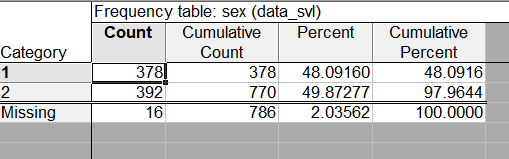 Frequency table: sex (data_svl)
Category Count Cumulative Count Percent Cumulative Percent
1 378 378 48.09160 48.0916
2 392 770 49.87277 97.9644
Missing 16 786 2.03562 100.0000